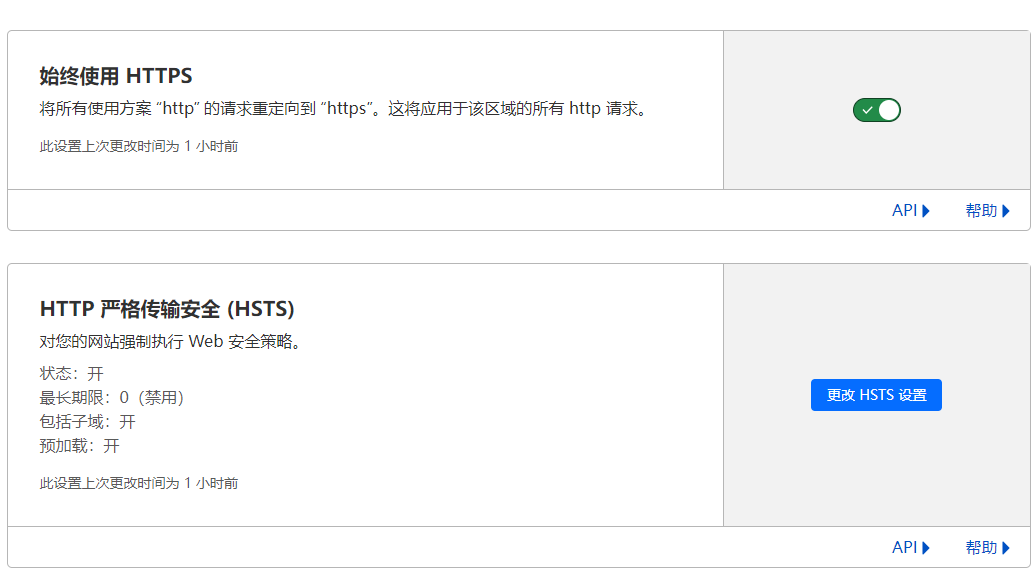 始终使用 HTTPS
将所有使用方案 “http” 的请求重定向到 “https”。这将应用于该区域的所有 http 请求。
此设置上次更改时间为 1 小时前
API
帮助
HTTP 严格传输安全 (HSTS)
对您的网站强制执行 Web 安全策略。
状态：开
最长期限：0（禁用）
包括子域：开
预加载：开
更改 HSTS 设置
此设置上次更改时间为 1 小时前
API
帮助